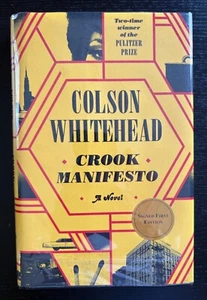 Two-time
winner
of the
PULITZER
PRIZE
COLSON
WHITEHEAD
CROOK
MANIFESTO
A Novel
SIGNED FIRST
EDITION